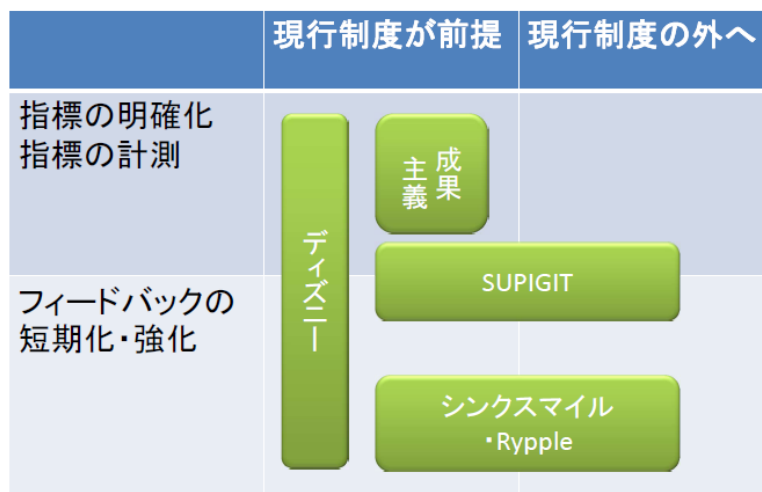 現行制度が前提
現行制度の外へ
指標の明確化
指標の計測
ディズニー
成果
主義
SUPIGIT
フィードバックの
短期化・強化
シンクスマイル
・Rypple